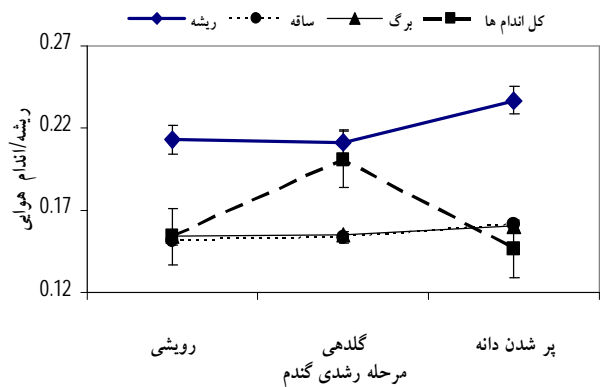 ریشه ساقه برگ کل اندام ها
0.27
0.22
0.17
0.12
ریشه/اندام هوایی
رویشی گلدهی پر شدن دانه
مرحله رشدی گندم